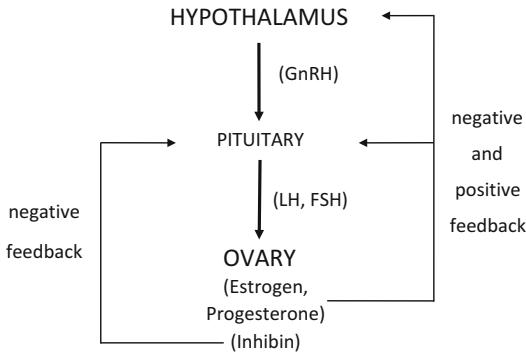 HYPOTHALAMUS
(GnRH)
PITUITARY
(LH, FSH)
OVARY
(Estrogen,
Progesterone)
(Inhibin)
negative
feedback
negative
and
positive
feedback